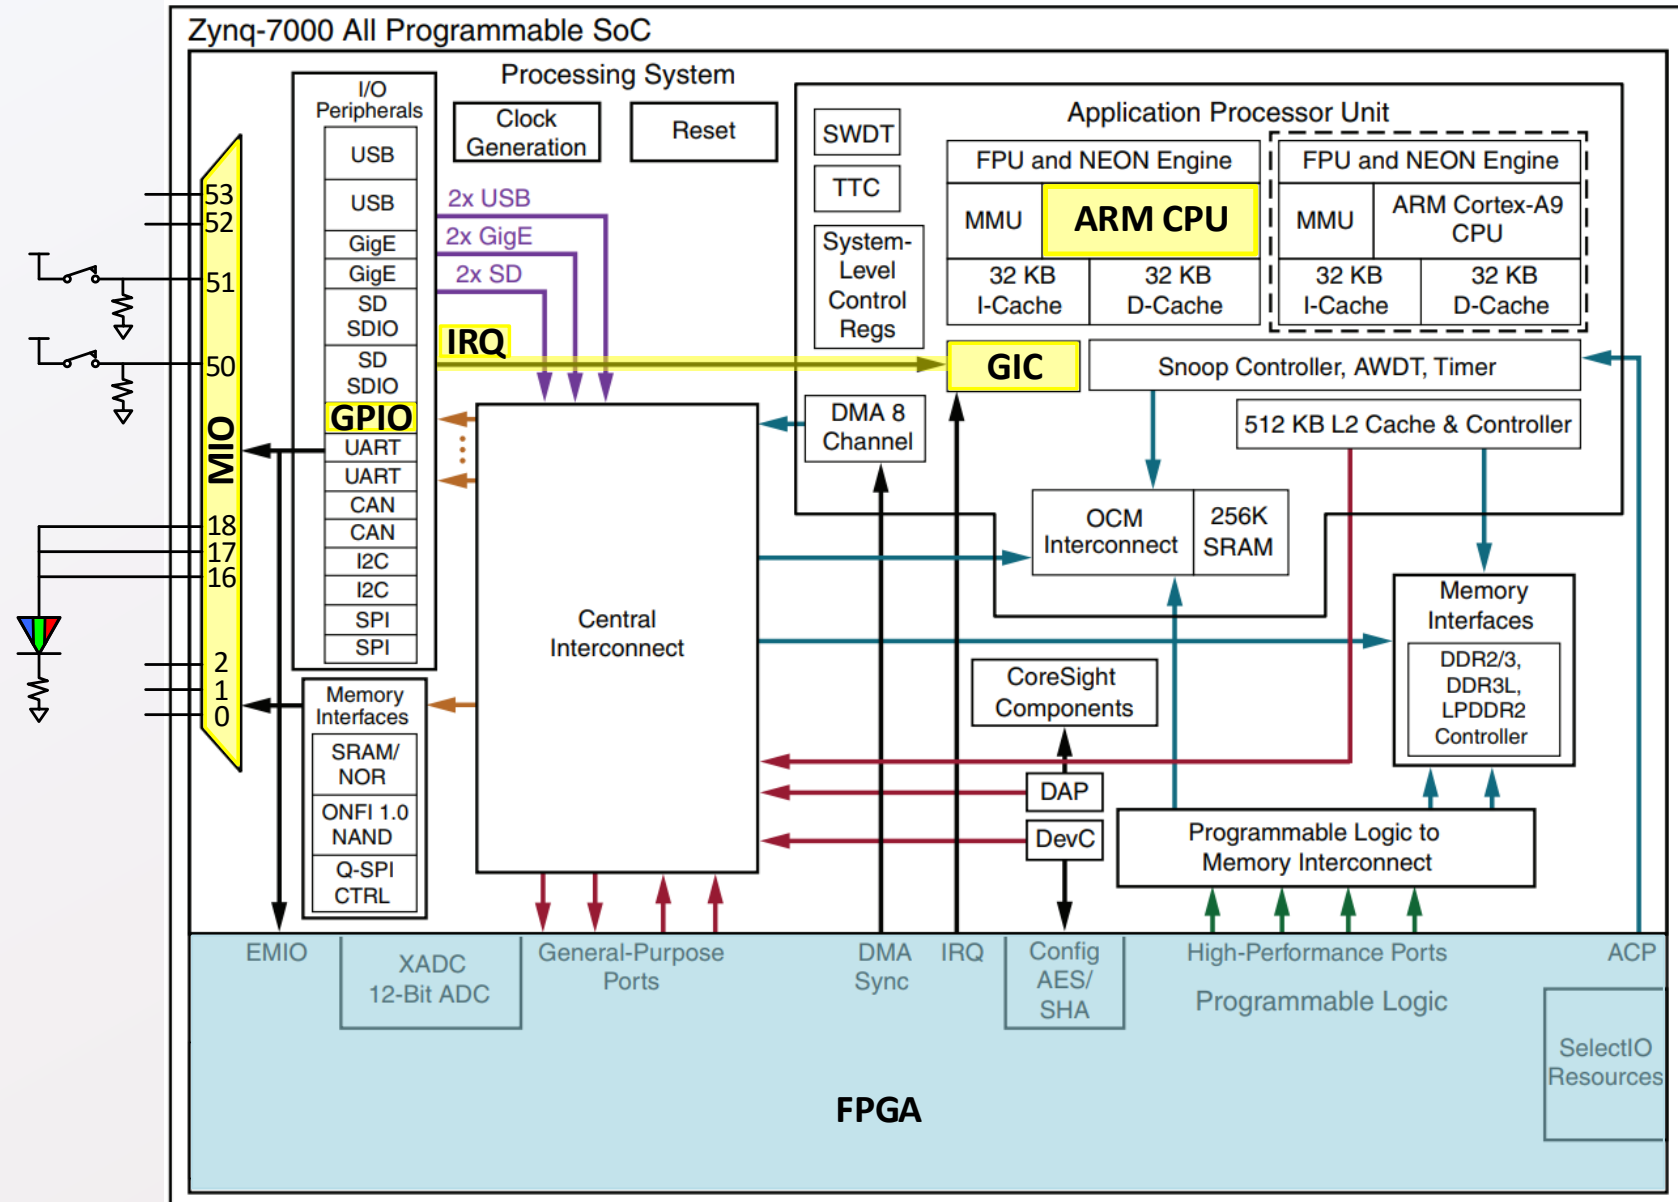 Zynq-7000 All Programmable SoC
Processing System
I/O
Peripherals
USB
USB
GigE
GigE
SD
SDIO
SD
SDIO
GPIO
UART
UART
CAN
CAN
I2C
I2C
SPI
SPI
Clock
Generation
Reset
2x USB
2x GigE
2x SD
IRQ
MIO
53
52
51
50
18
17
16
2
1
0
Memory
Interfaces
SRAM/
NOR
ONFI 1.0
NAND
Q-SPI
CTRL
Central
Interconnect
Application Processor Unit
SWDT
TTC
System-
Level
Control
Regs
FPU and NEON Engine
MMU
ARM CPU
32 KB
I-Cache
32 KB
D-Cache
FPU and NEON Engine
MMU
ARM Cortex-A9
CPU
32 KB
I-Cache
32 KB
D-Cache
GIC
Snoop Controller, AWDT, Timer
DMA 8
Channel
512 KB L2 Cache & Controller
OCM
Interconnect
256K
SRAM
Memory
Interfaces
DDR2/3,
DDR3L,
LPDDR2
Controller
CoreSight
Components
DAP
DevC
Programmable Logic to
Memory Interconnect
EMIO
XADC
12-Bit ADC
General-Purpose
Ports
DMA
Sync
IRQ
Config
AES/
SHA
High-Performance Ports
ACP
Programmable Logic
SelectIO
Resources
FPGA